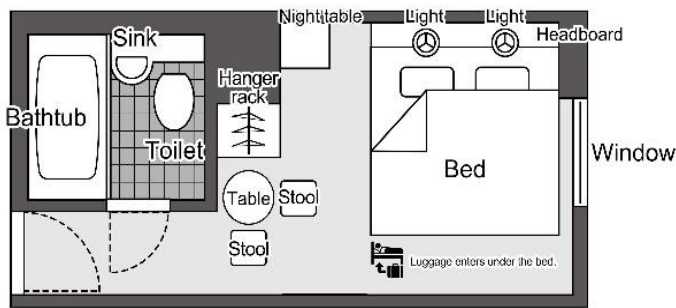 Night table
Light
Light
Headboard
Sink
Hanger
rack
Bathtub
Toilet
Window
Bed
Table
Stool
Stool
Luggage enters under the bed.